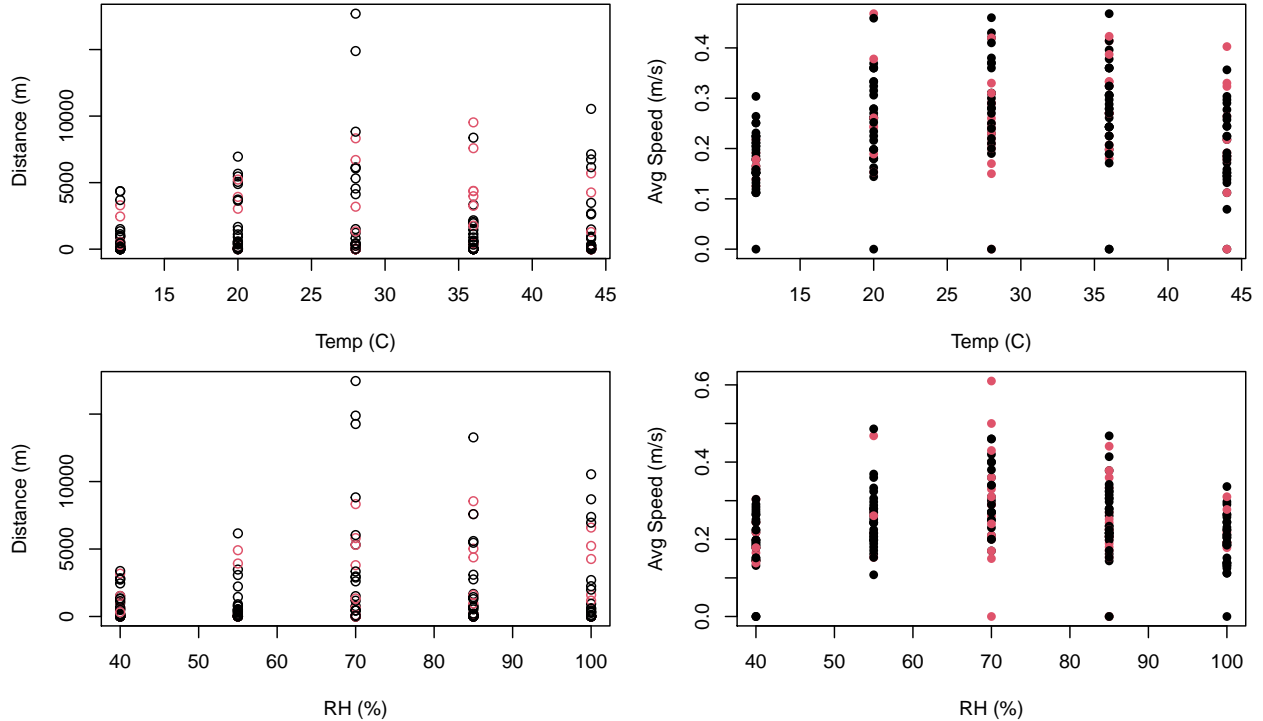 Distance (m)
0 5000 10000
15 20 25 30 35 40 45
Temp (C)
Avg Speed (m/s)
0.0 0.1 0.2 0.3 0.4
15 20 25 30 35 40 45
Temp (C)
Distance (m)
0 5000 10000
40 50 60 70 80 90 100
RH (%)
Avg Speed (m/s)
0.0 0.2 0.4 0.6
40 50 60 70 80 90 100
RH (%)